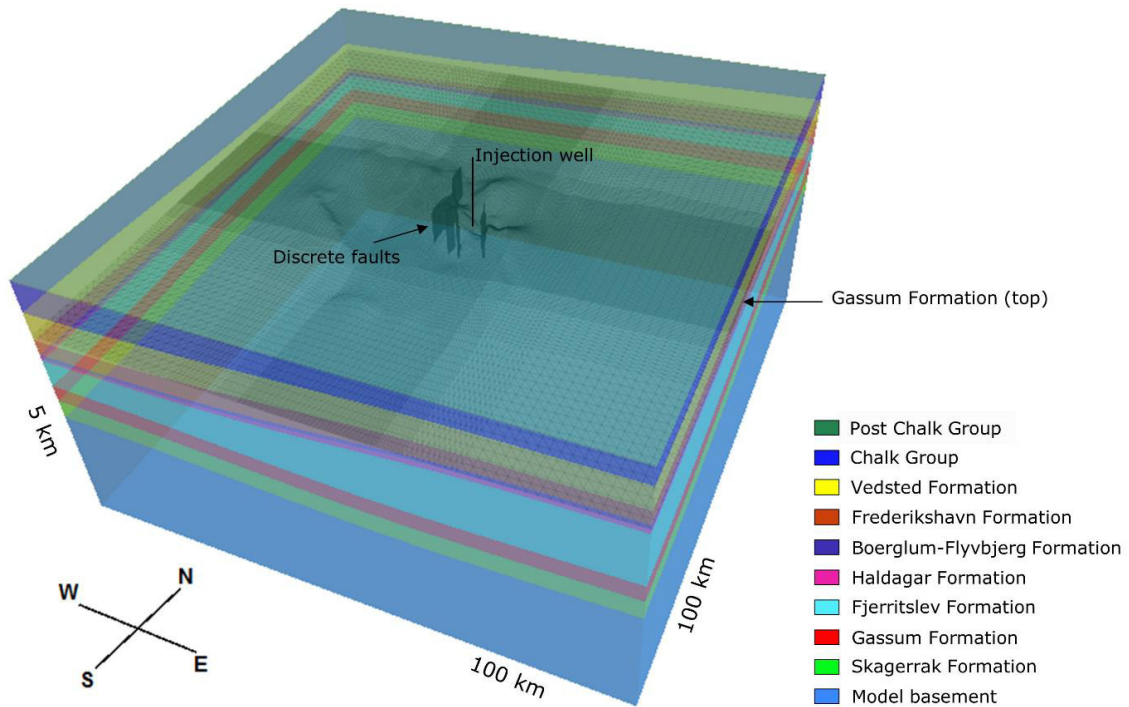 Injection well
Discrete faults
Gassum Formation (top)
5 km
100 km
100 km
N
W
E
S
Post Chalk Group
Chalk Group
Vedsted Formation
Frederikshavn Formation
Boerglum-Flyvbjerg Formation
Haldagar Formation
Fjerritslev Formation
Gassum Formation
Skagerrak Formation
Model basement